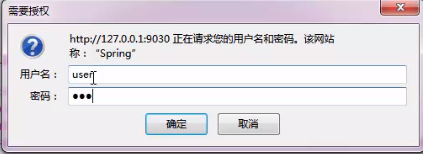 需要授权
http://127.0.0.1:9030 正在请求您的用户名和密码。该网站
称：“Spring”
用户名： user
密码： ●●●
确定 取消